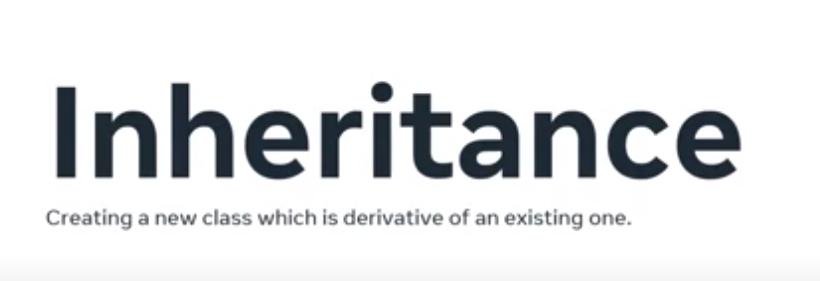 Inheritance
Creating a new class which is derivative of an existing one.